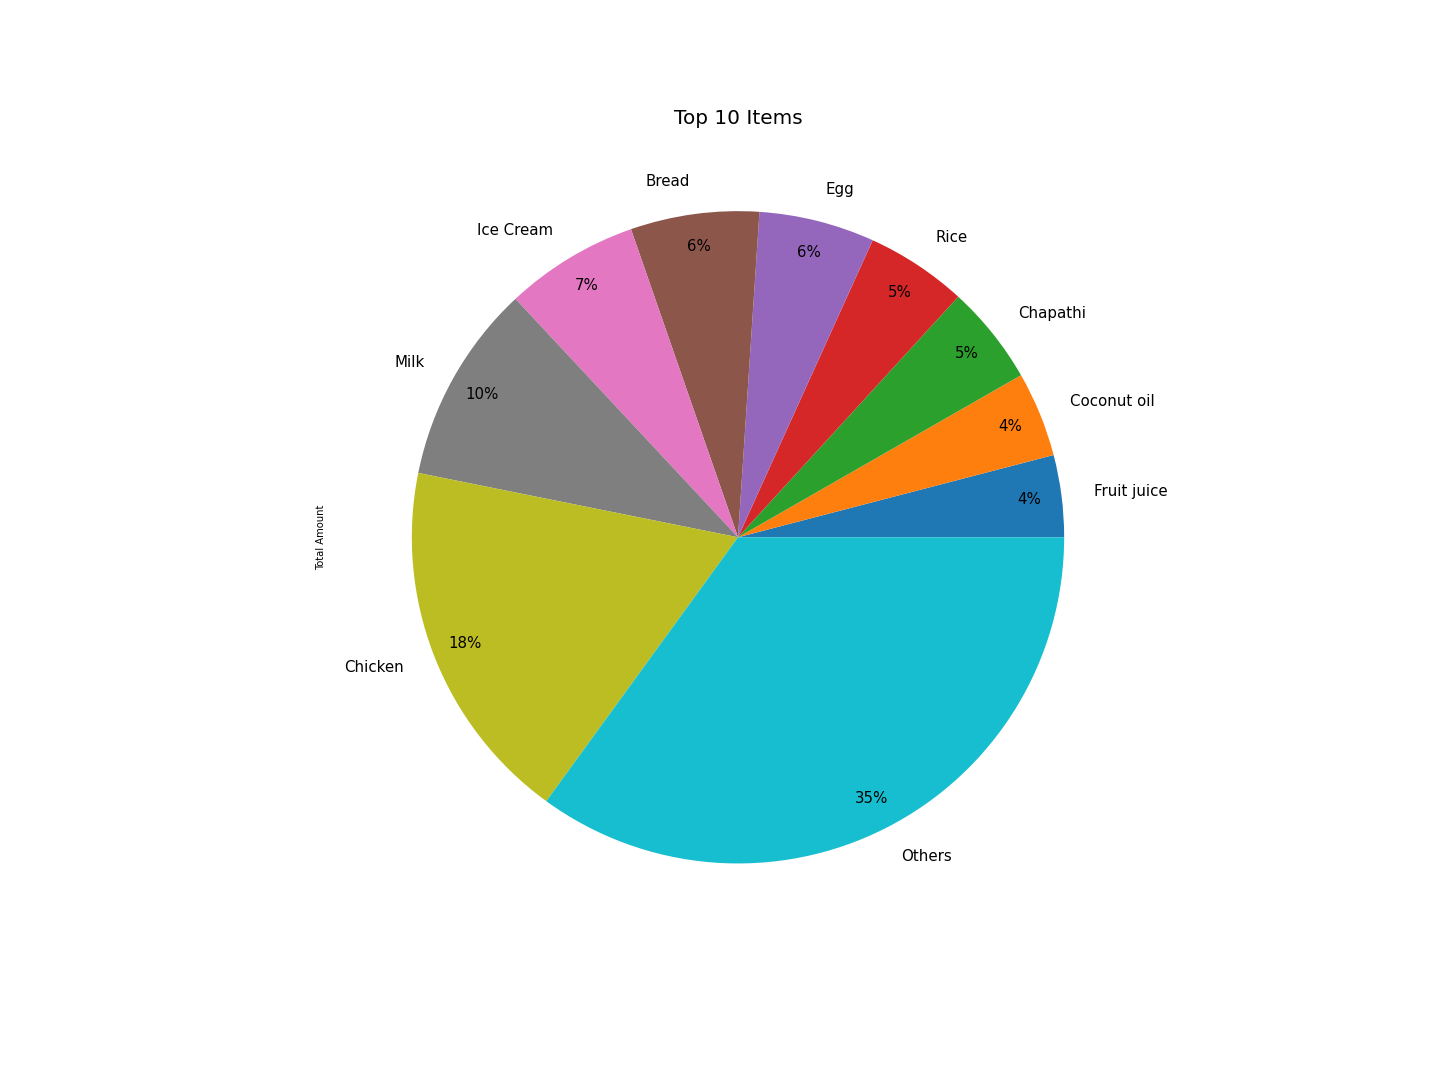 Top 10 Items
Bread
Egg
Ice Cream
Rice
6%
6%
7%
5%
Chapathi
5%
Milk
10%
Coconut oil
4%
Fruit juice
4%
Total Amount
18%
Chicken
35%
Others